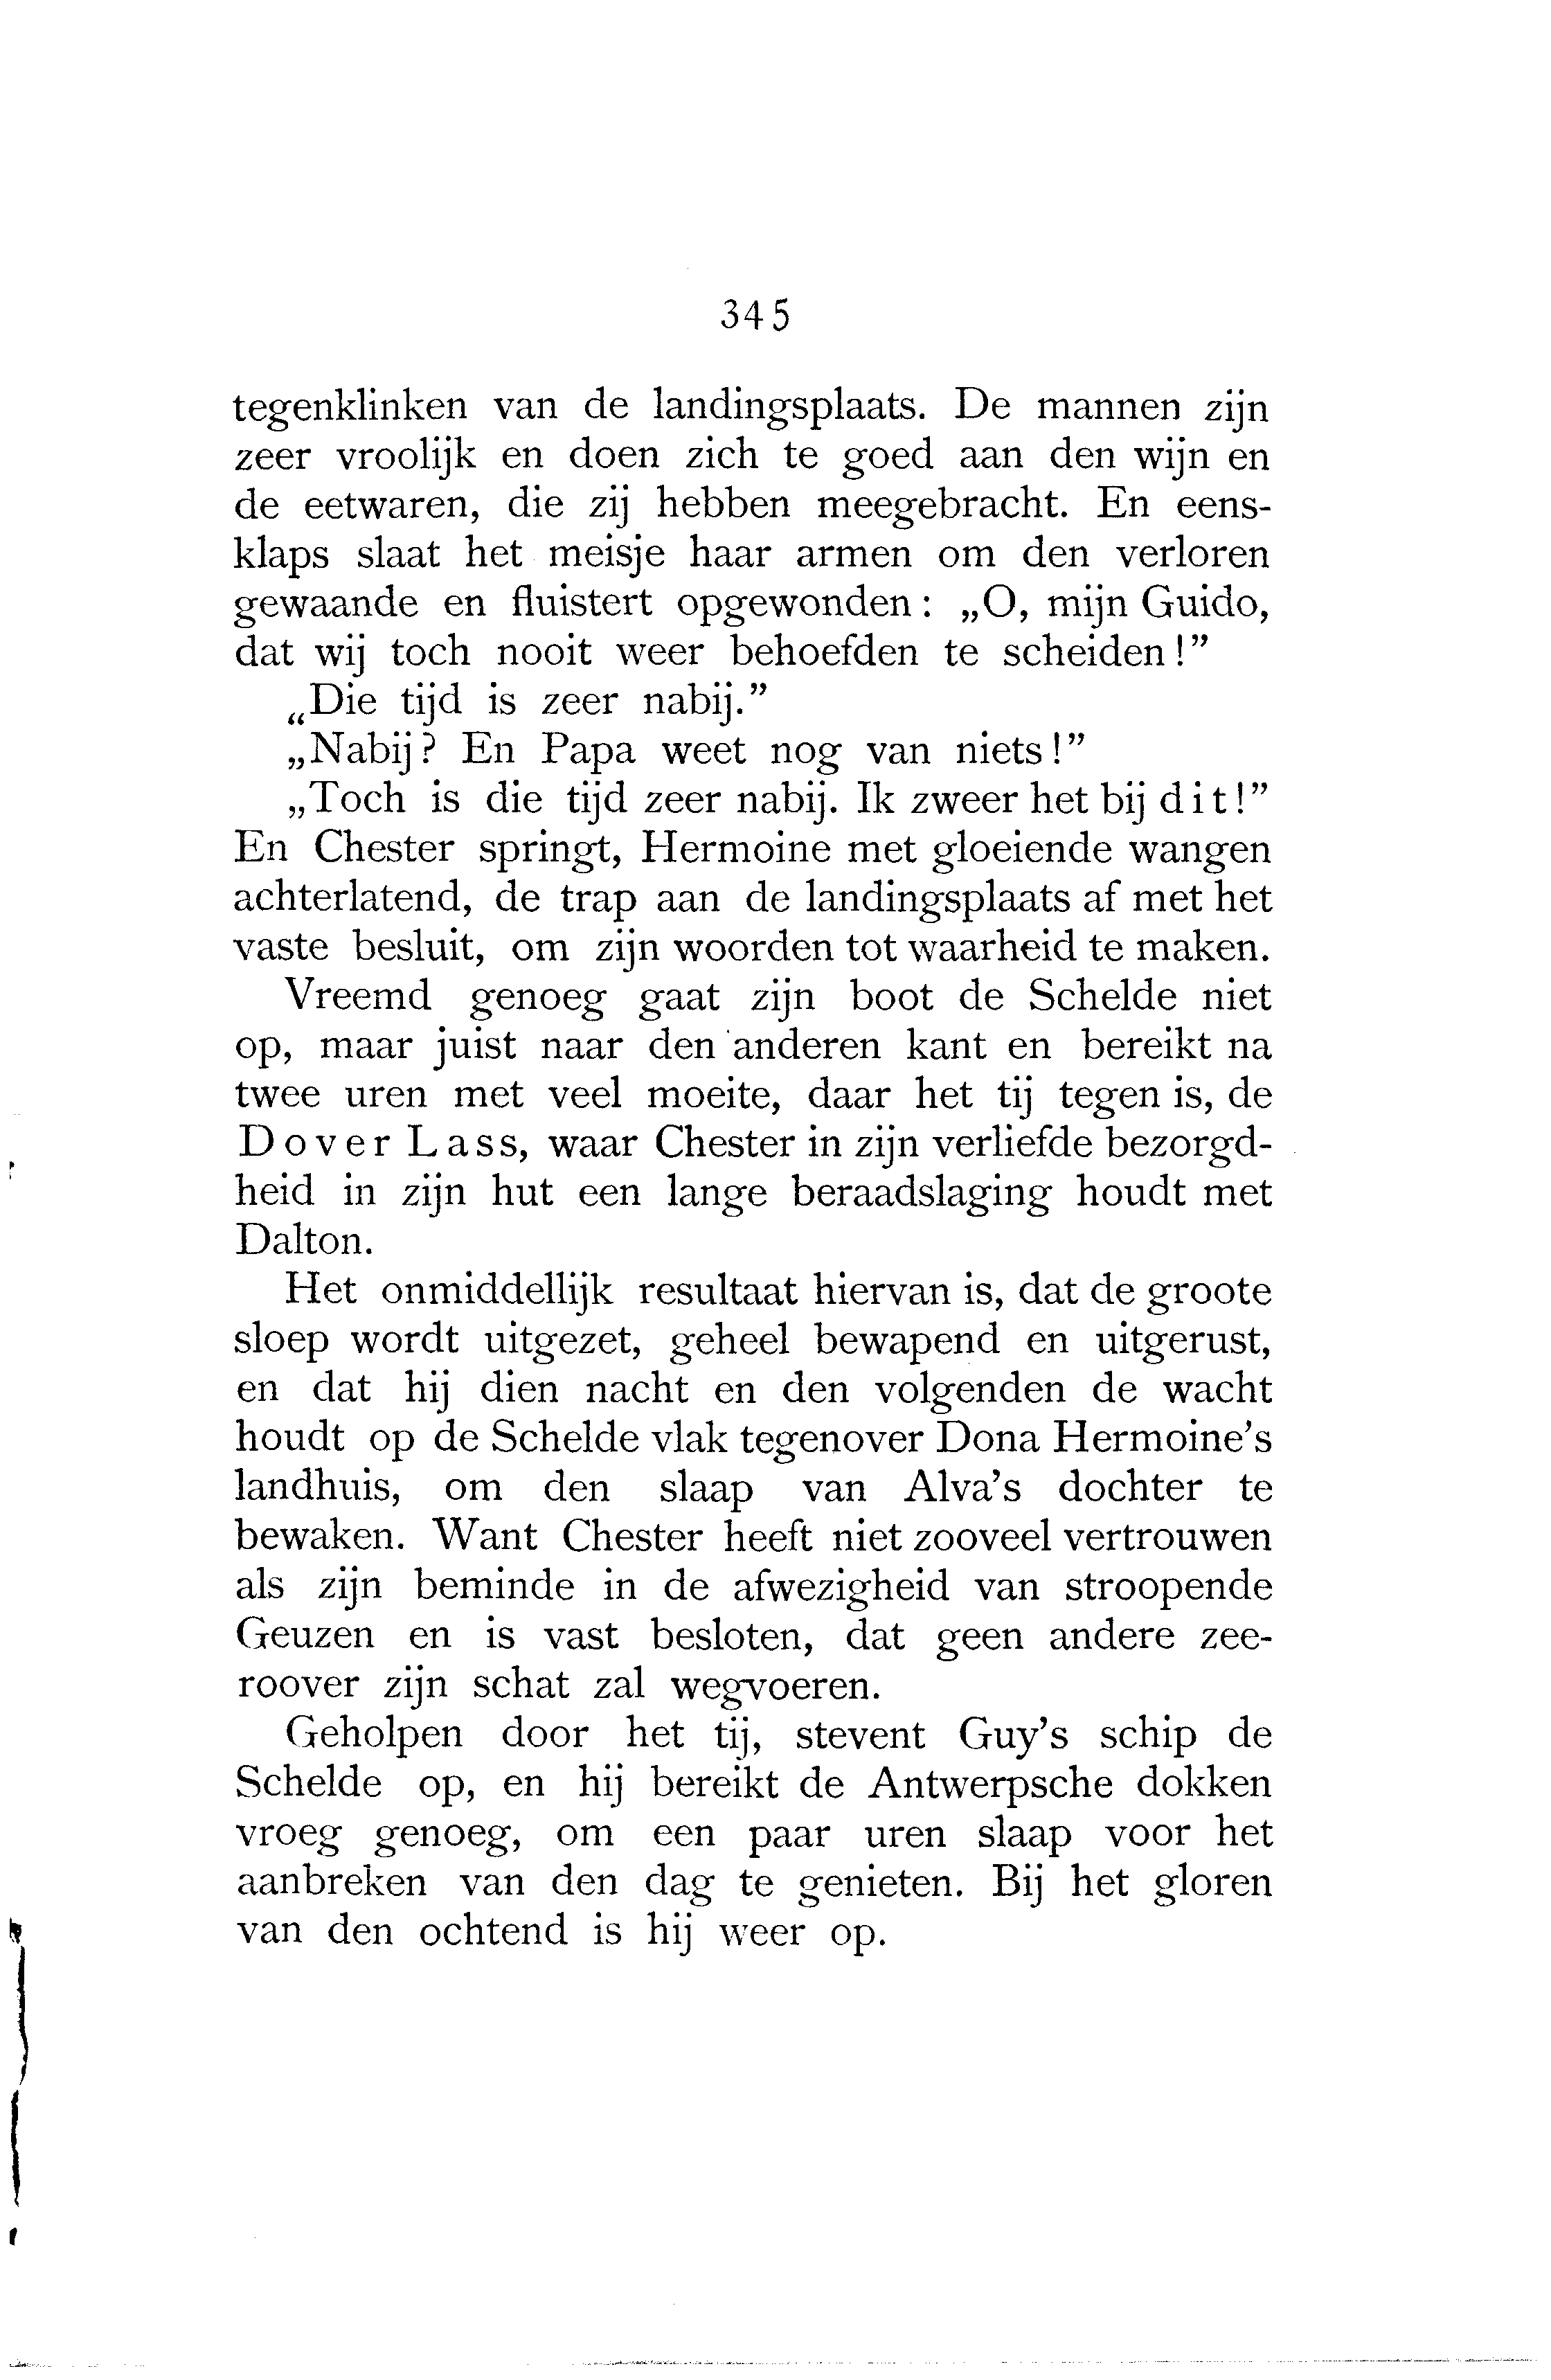 345
tegenklinken van de landingsplaats. De mannen zijn
zeer vroolijk en doen zich te goed aan den wijn en
de eetwaren, die zij hebben meegebracht. En eens-
klaps slaat het meisje haar armen om den verloren
gewaande en fluistert opgewonden: „O, mijn Guido,
dat wij toch nooit weer behoefden te scheiden!”
„Die tijd is zeer nabij.”
„Nabij? En Papa weet nog van niets!”
„Toch is die tijd zeer nabij. Ik zweer het bij dit!”
En Chester springt, Hermoine met gloeiende wangen
achterlatend, de trap aan de landingsplaats af met het
vaste besluit, om zijn woorden tot waarheid te maken.
Vreemd genoeg gaat zijn boot de Schelde niet
op, maar juist naar den anderen kant en bereikt na
twee uren met veel moeite, daar het tij tegen is, de
Dover Lass, waar Chester in zijn verliefde bezorgd-
heid in zijn hut een lange beraadslaging houdt met
Dalton.
Het onmiddellijk resultaat hiervan is, dat de groote
sloep wordt uitgezet, geheel bewapend en uitgerust,
en dat hij dien nacht en den volgenden de wacht
houdt op de Schelde vlak tegenover Dona Hermoine's
landhuis, om den slaap van Alva's dochter te
bewaken. Want Chester heeft niet zooveel vertrouwen
als zijn beminde in de afwezigheid van stroopende
Geuzen en is vast besloten, dat geen andere zee-
roover zijn schat zal wegvoeren.
Geholpen door het tij, stevent Guy's schip de
Schelde op, en hij bereikt de Antwerpsche dokken
vroeg genoeg, om een paar uren slaap voor het
aanbreken van den dag te genieten. Bij het gloren
van den ochtend is hij weer op.